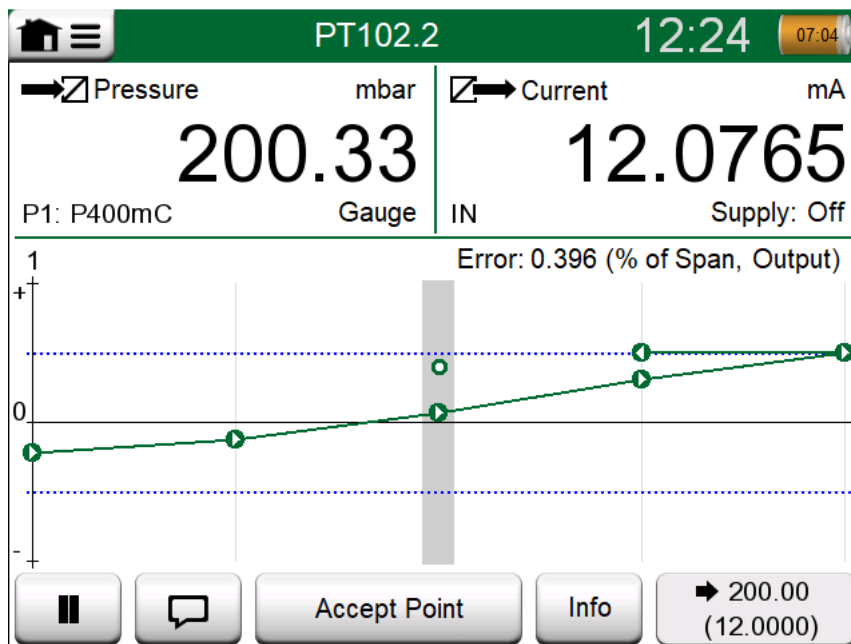 PT102.2 12:24 07:04
Pressure mbar Current mA
200.33 12.0765
P1: P400mC Gauge IN Supply: Off
1 Error: 0.396 (% of Span, Output)
+
0
-
Accept Point Info 200.00
(12.0000)